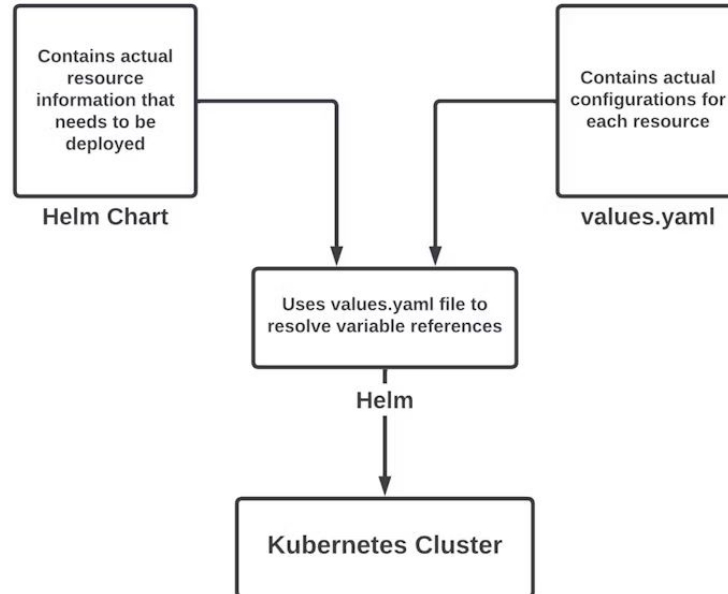 Contains actual
resource
information that
needs to be
deployed
Helm Chart
Contains actual
configurations for
each resource
values.yaml
Uses values.yaml file to
resolve variable references
Helm
Kubernetes Cluster